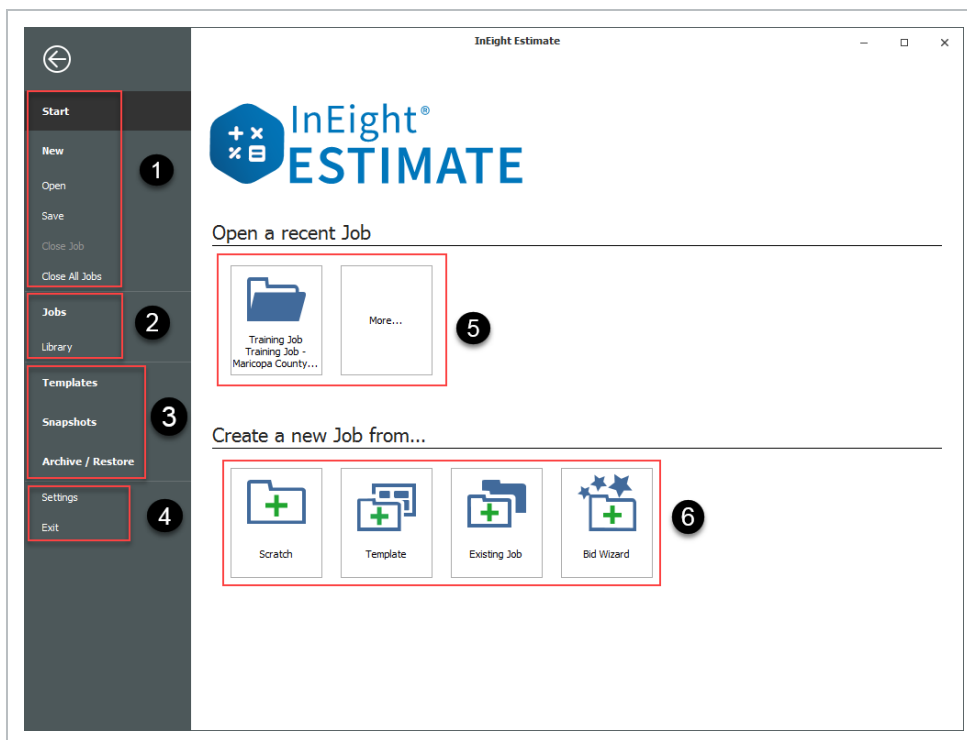 InEight Estimate
Start
New
Open
Save
Close Job
Close All Jobs
1
Jobs
Library
2
Templates
Snapshots
Archive / Restore
3
Settings
Exit
4
InEight®
ESTIMATE
Open a recent Job
Training Job
Training Job -
Maricopa County...
More...
5
Create a new Job from...
Scratch
Template
Existing Job
Bid Wizard
6